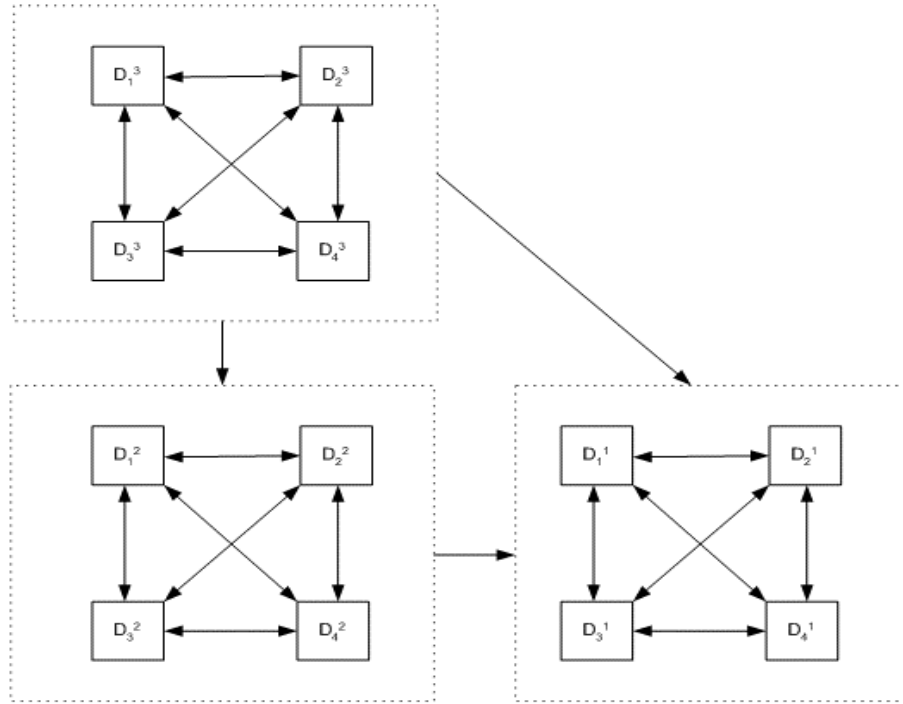 D₁³ D₂³
D₃³ D₄³
D₁² D₂² D₁¹ D₂¹
D₃² D₄² D₃¹ D₄¹